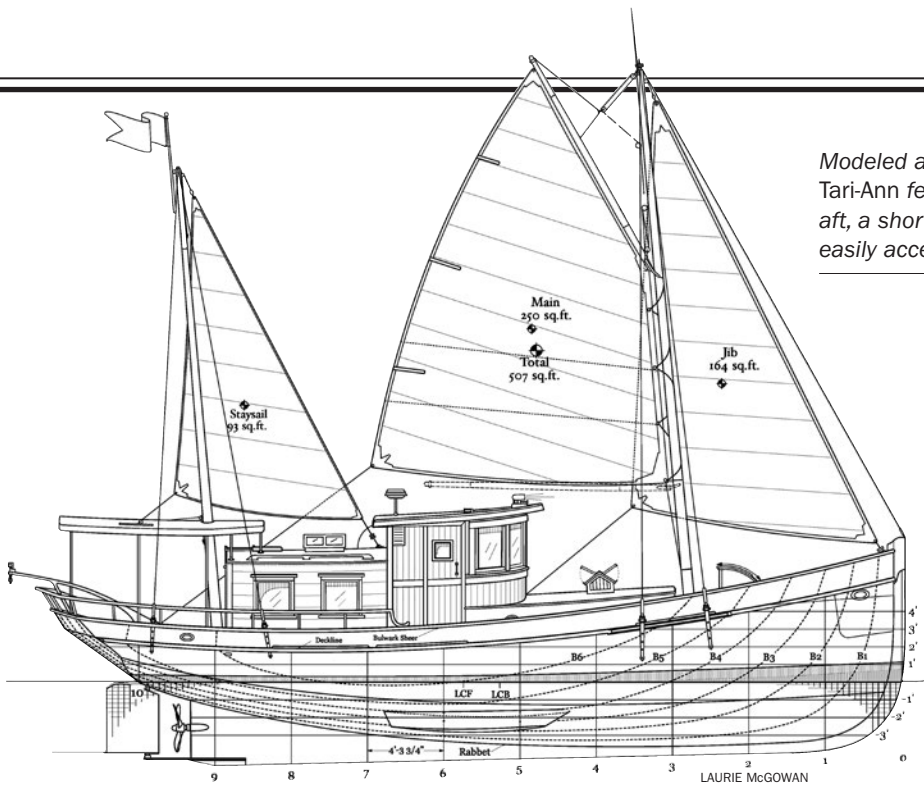 Modeled a
Tari-Ann fe
aft, a shor
easily acce
Main
250 sq.ft.
Total
507 sq.ft.
Jib
164 sq.ft.
Staysail
93 sq.ft.
Deckline
Bulwark Sheer
B6
B5
B4
B3
B2
B1
4'
3'
2'
1'
-1'
-2'
-3'
LCF
LCB
10
4'-3 3/4"
Rabbet
9
8
7
6
5
4
3
2
1
0
LAURIE McGOWAN